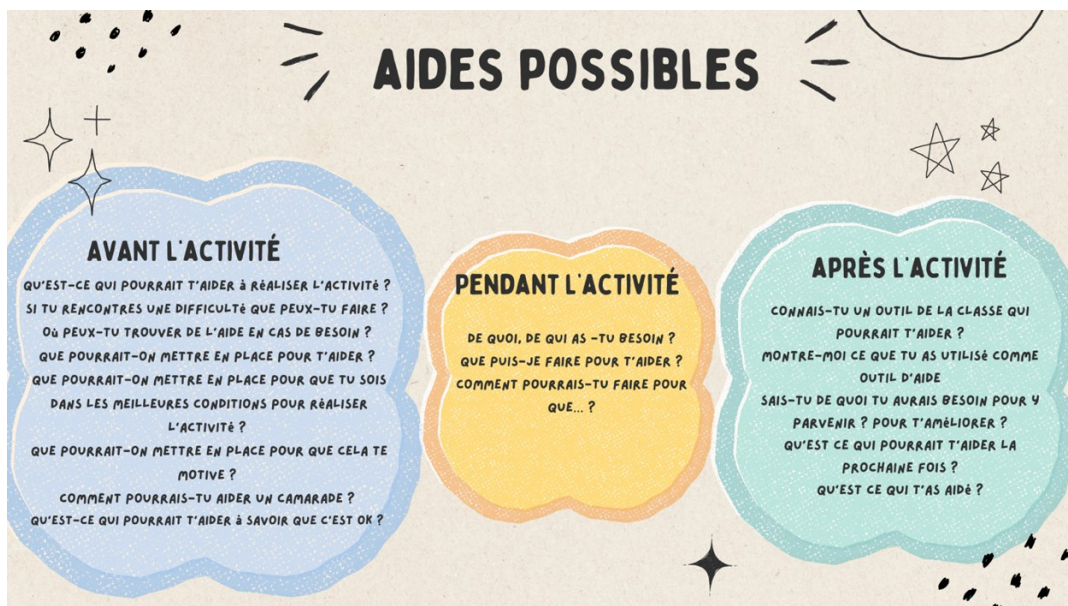 AIDES POSSIBLES
AVANT L'ACTIVITÉ
QU'EST-CE QUI POURRAIT T'AIDER à RÉALISER L'ACTIVITÉ ?
SI TU RENCONTRES UNE DIFFICULTÉ QUE PEUX-TU FAIRE ?
Où PEUX-TU TROUVER DE L'AIDE EN CAS DE BESOIN ?
QUE POURRAIT-ON METTRE EN PLACE POUR T'AIDER ?
QUE POURRAIT-ON METTRE EN PLACE POUR QUE TU SOIS
DANS LES MEILLEURES CONDITIONS POUR RÉALISER
L'ACTIVITÉ ?
QUE POURRAIT-ON METTRE EN PLACE POUR QUE CELA TE
MOTIVE ?
COMMENT POURRAIS-TU AIDER UN CAMARADE ?
QU'EST-CE QUI POURRAIT T'AIDER à SAVOIR QUE C'EST OK ?
PENDANT L'ACTIVITÉ
DE QUOI, DE QUI AS -TU BESOIN ?
QUE PUIS-JE FAIRE POUR T'AIDER ?
COMMENT POURRAIS-TU FAIRE POUR
QUE... ?
APRÈS L'ACTIVITÉ
CONNAIS-TU UN OUTIL DE LA CLASSE QUI
POURRAIT T'AIDER ?
MONTRE-MOI CE QUE TU AS UTILISÉ COMME
OUTIL D'AIDE
SAIS-TU DE QUOI TU AURAIS BESOIN POUR Y
PARVENIR ? POUR T'AMÉLIORER ?
QU'EST CE QUI POURRAIT T'AIDER LA
PROCHAINE FOIS ?
QU'EST CE QUI T'AS AIDÉ ?